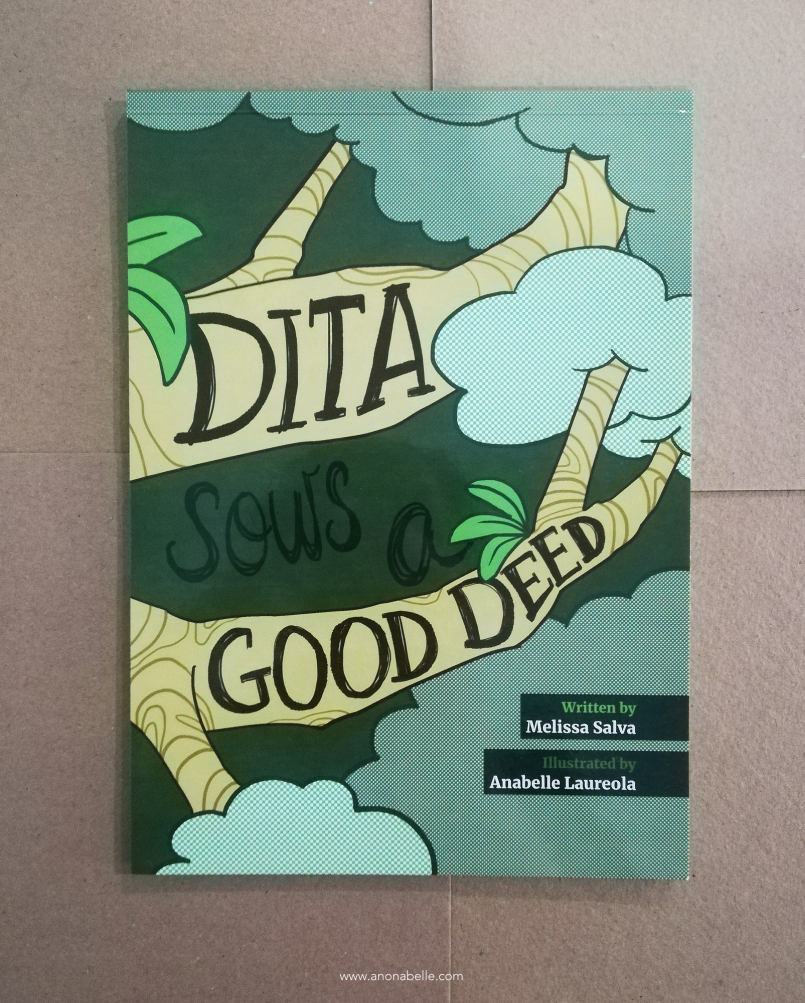 DITA
sows a
GOOD DEED
Written by
Melissa Salva
Illustrated by
Anabelle Laureola
www.anonabelle.com